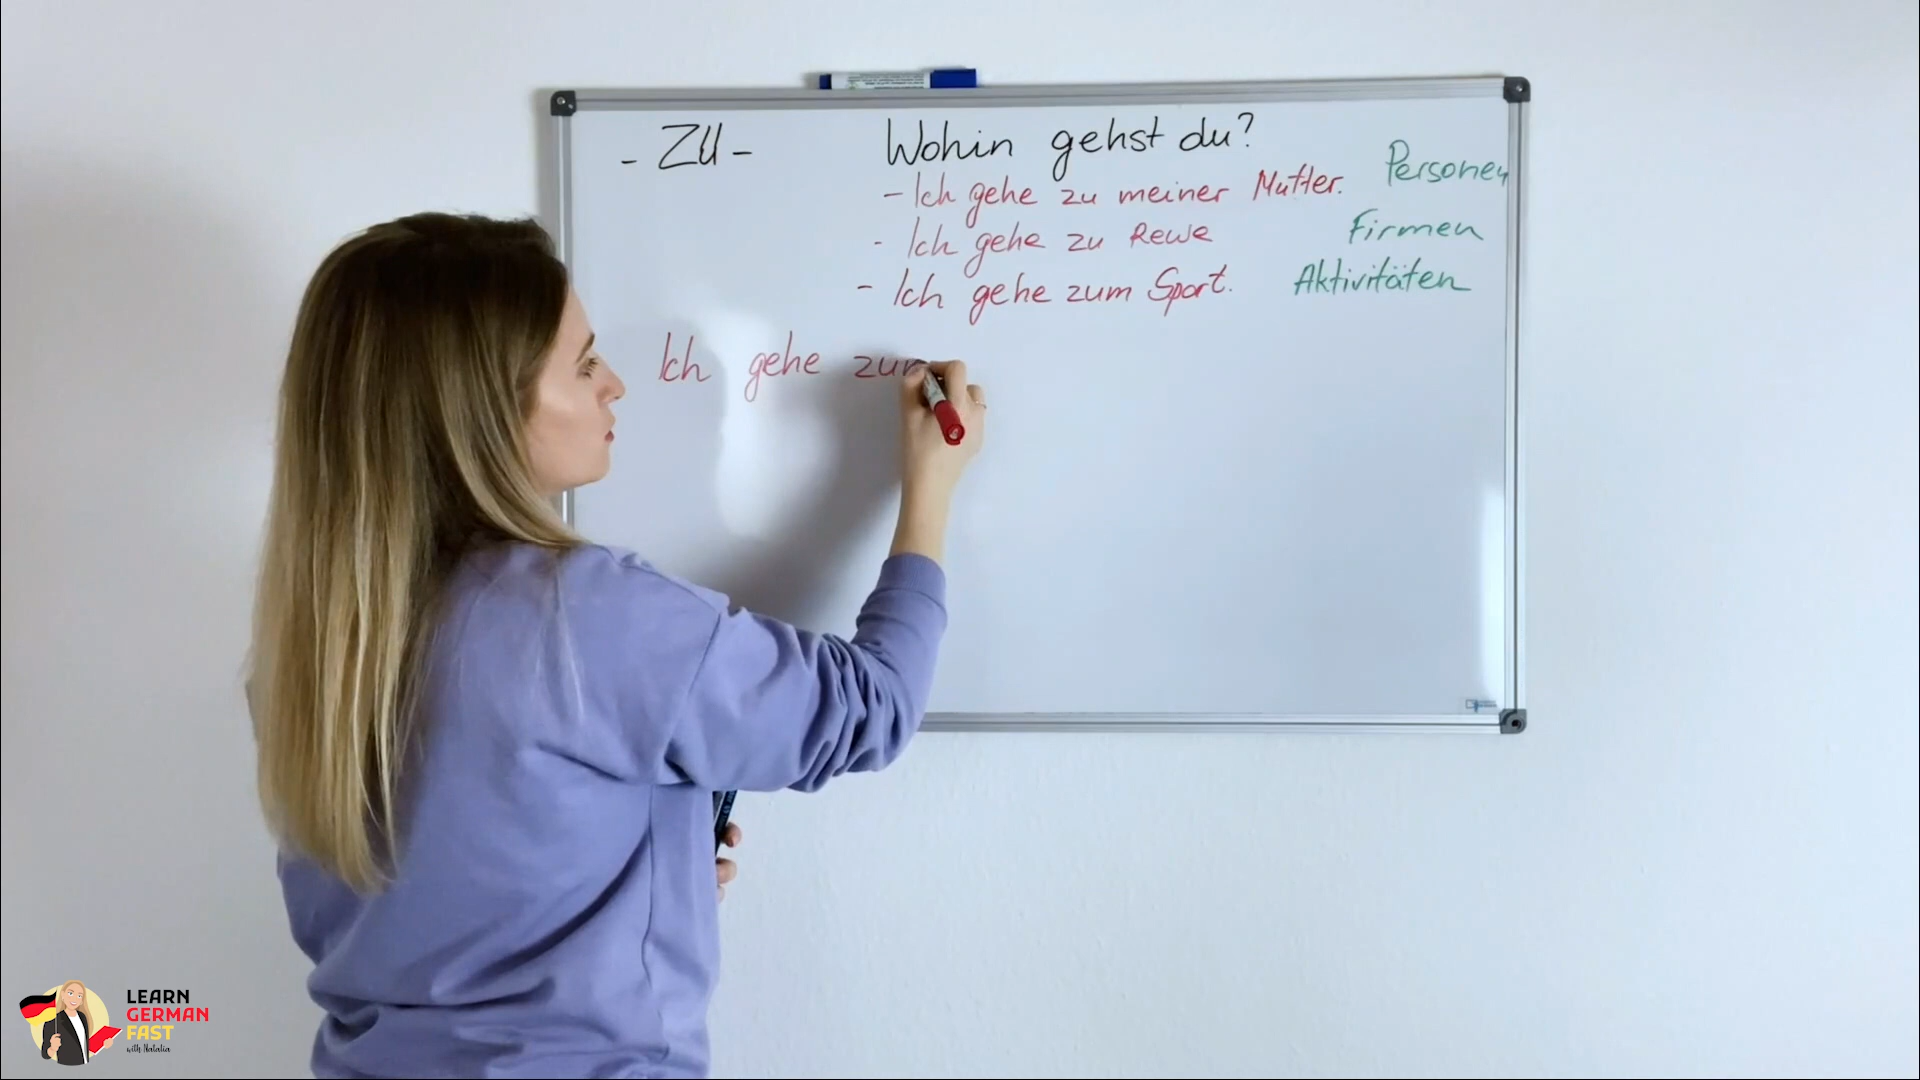 - ZU -
Wohin gehst du?
- Ich gehe zu meiner Mutter. Personen
- Ich gehe zu Rewe Firmen
- Ich gehe zum Sport. Aktivitäten
Ich gehe zum
LEARN
GERMAN
FAST
with Natalia